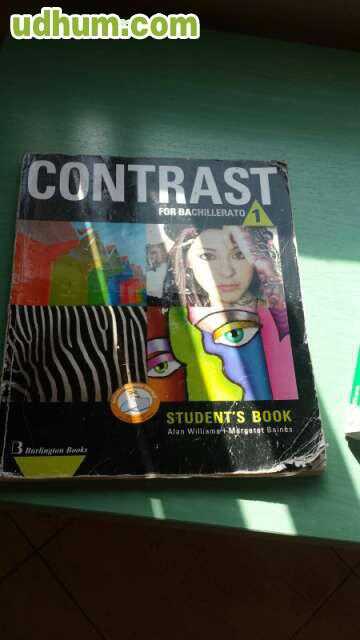 udhum.com
CONTRAST
FOR BACHILLERATO 1
STUDENT'S BOOK
Alan Williams | Margaret Baines
B Burlington Books